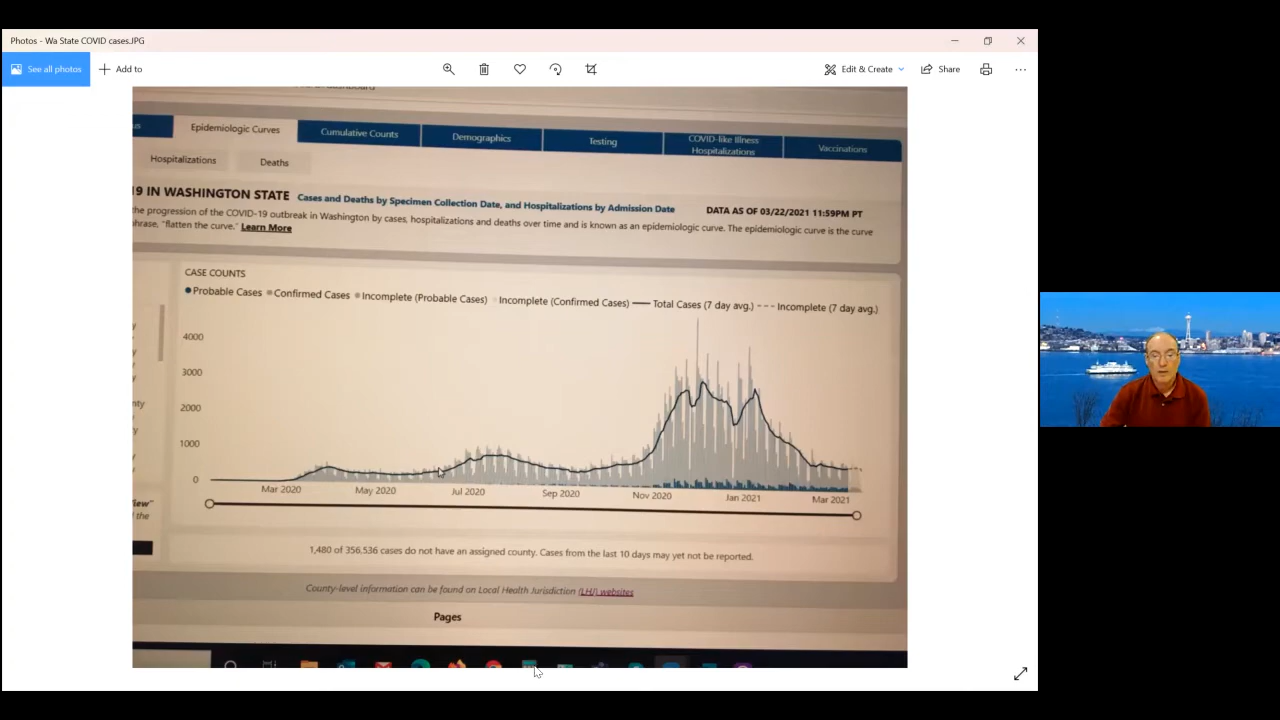 Photos - Wa State COVID cases.JPG
See all photos
Add to
Edit & Create
Share
Epidemiologic Curves
Cumulative Counts
Demographics
Testing
COVID-like Illness
Hospitalizations
Vaccinations
Hospitalizations
Deaths
19 IN WASHINGTON STATE Cases and Deaths by Specimen Collection Date, and Hospitalizations by Admission Date DATA AS OF 03/22/2021 11:59PM PT
the progression of the COVID-19 outbreak in Washington by cases, hospitalizations and deaths over time and is known as an epidemiologic curve. The epidemiologic curve is the curve
hrase, "flatten the curve." Learn More
CASE COUNTS
Probable Cases Confirmed Cases Incomplete (Probable Cases) Incomplete (Confirmed Cases) Total Cases (7 day avg.) Incomplete (7 day avg.)
4000
3000
2000
1000
0
Mar 2020 May 2020 Jul 2020 Sep 2020 Nov 2020 Jan 2021 Mar 2021
1,480 of 356,536 cases do not have an assigned county. Cases from the last 10 days may yet not be reported.
County-level information can be found on Local Health Jurisdiction (LHJ) websites
Pages